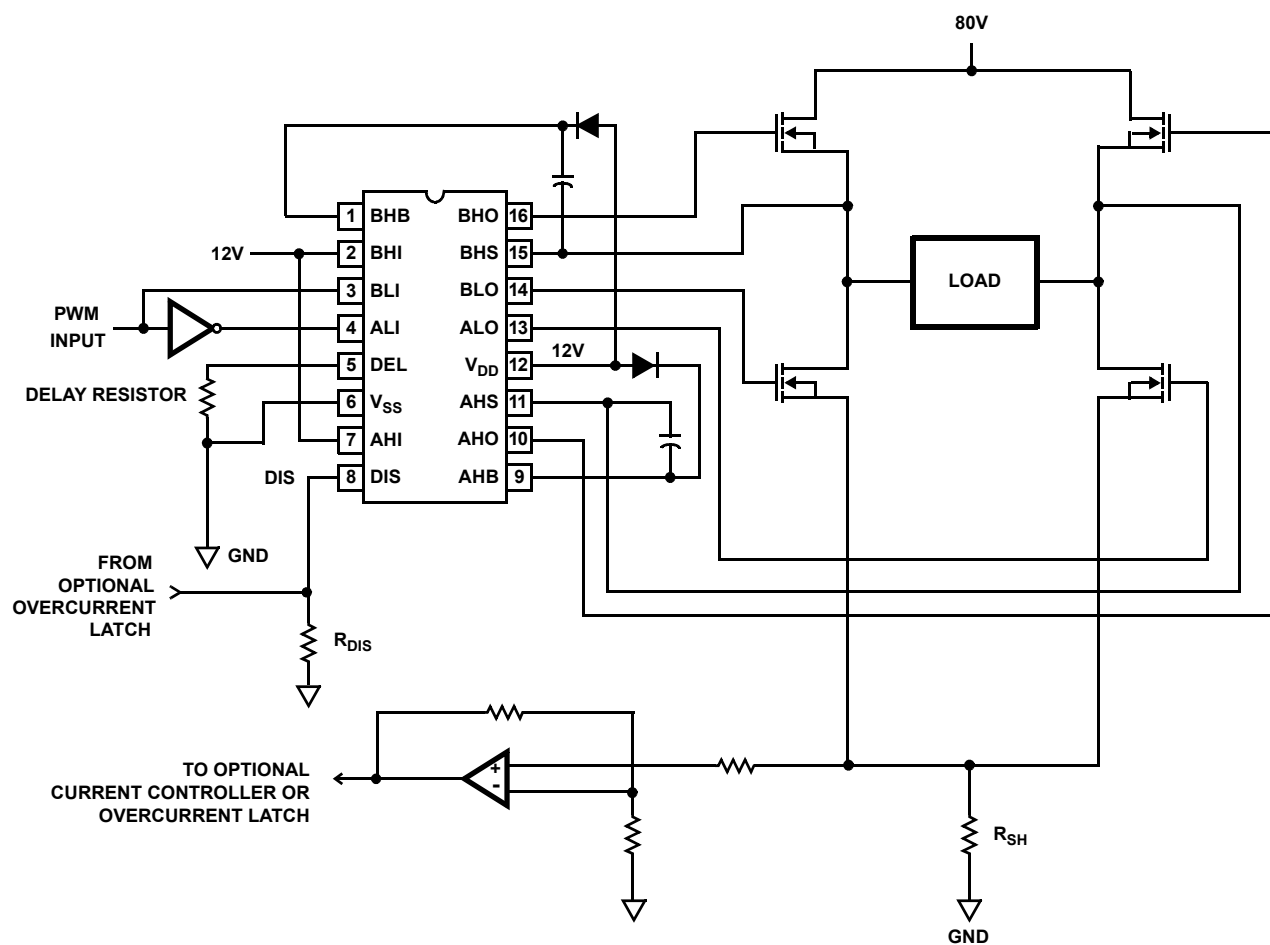 80V
1 BHB BHO 16
12V 2 BHI BHS 15
3 BLI BLO 14
PWM
INPUT
4 ALI ALO 13
5 DEL VDD 12 12V
DELAY RESISTOR
6 VSS AHS 11
7 AHI AHO 10
DIS 8 DIS AHB 9
LOAD
GND
FROM
OPTIONAL
OVERCURRENT
LATCH
RDIS
TO OPTIONAL
CURRENT CONTROLLER OR
OVERCURRENT LATCH
+
-
RSH
GND